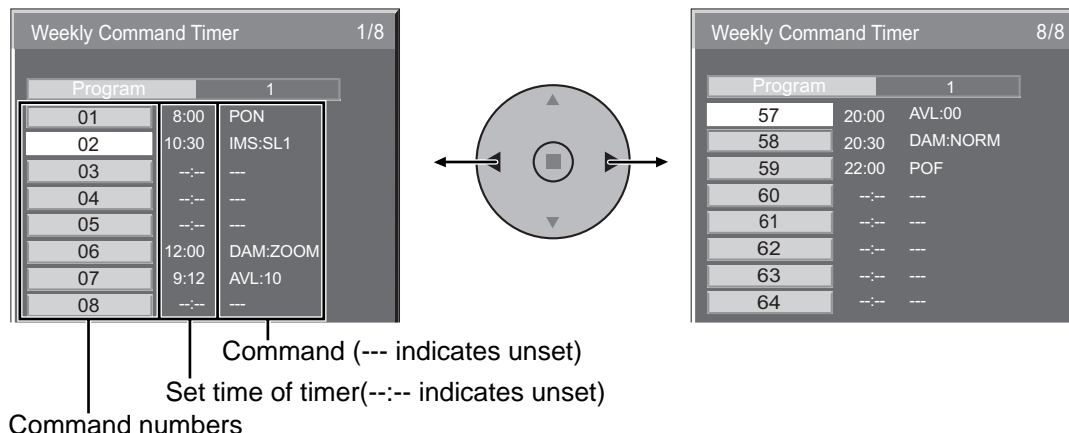 Weekly Command Timer 1/8
Program 1
01 8:00 PON
02 10:30 IMS:SL1
03 --:-- ---
04 --:-- ---
05 --:-- ---
06 12:00 DAM:ZOOM
07 9:12 AVL:10
08 --:-- ---
Command (--- indicates unset)
Set time of timer(--:-- indicates unset)
Command numbers
Weekly Command Timer 8/8
Program 1
57 20:00 AVL:00
58 20:30 DAM:NORM
59 22:00 POF
60 --:-- ---
61 --:-- ---
62 --:-- ---
63 --:-- ---
64 --:-- ---